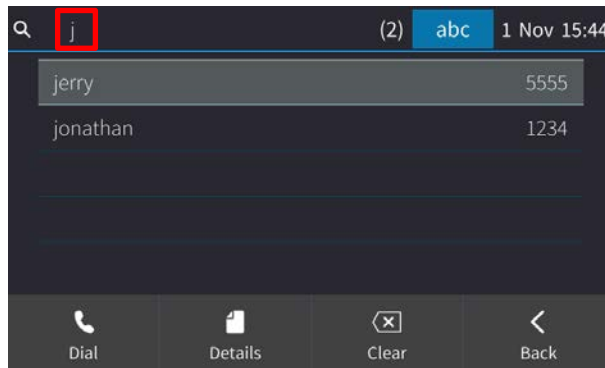 j (2) abc 1 Nov 15:44
jerry 5555
jonathan 1234
Dial Details Clear Back